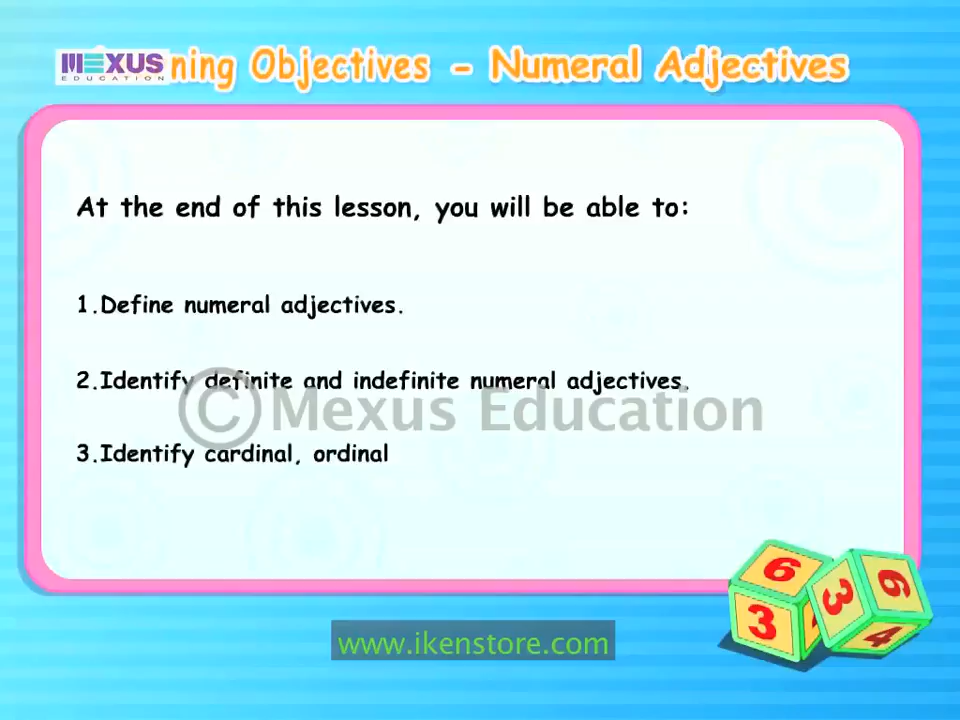 MEXUS
EDUCATION
ning Objectives - Numeral Adjectives
At the end of this lesson, you will be able to:
1.Define numeral adjectives.
2.Identify definite and indefinite numeral adjectives.
© Mexus Education
3.Identify cardinal, ordinal
6
3
3
6
4
www.ikenstore.com